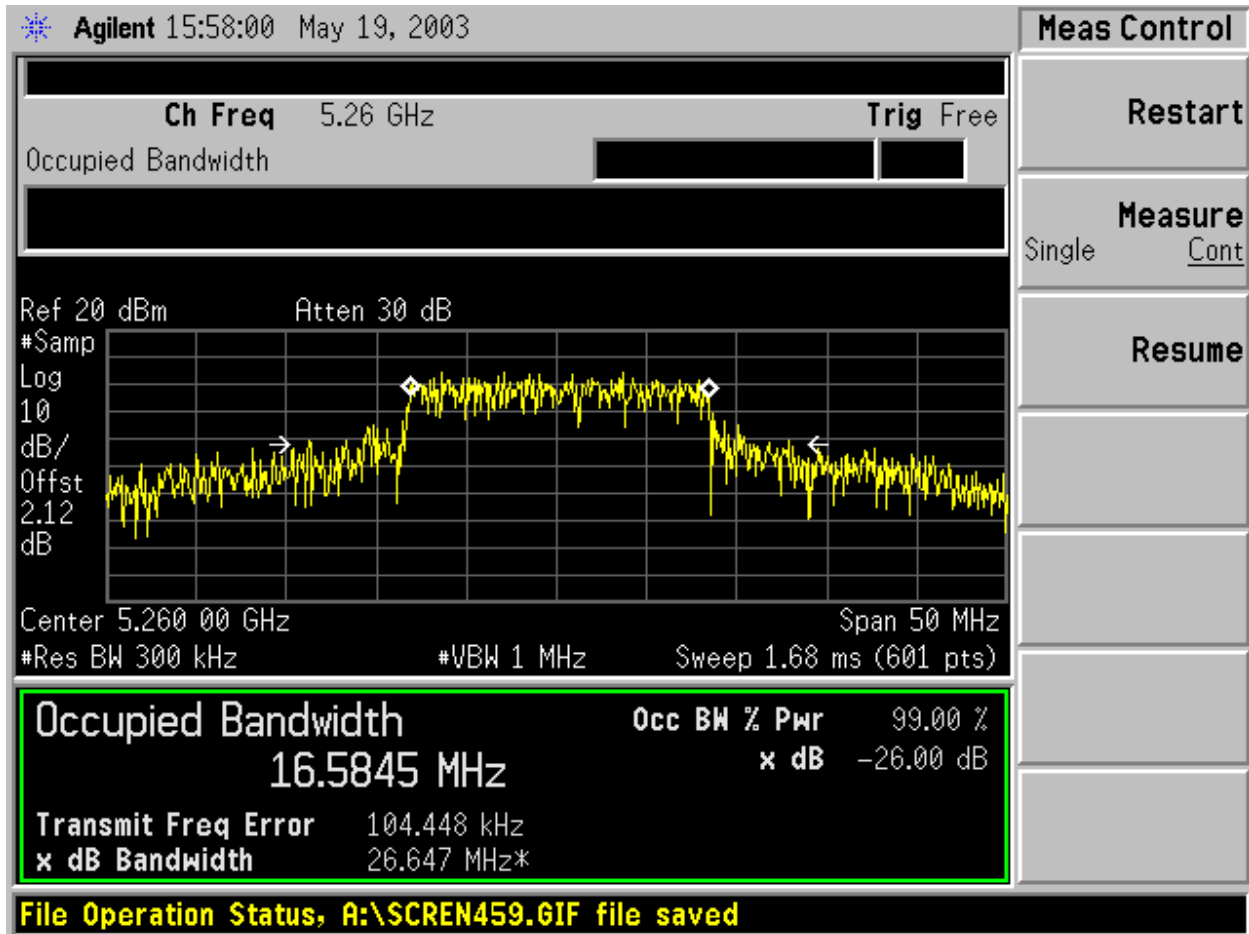 Agilent 15:58:00 May 19, 2003
Meas Control
Ch Freq 5.26 GHz Trig Free
Occupied Bandwidth
Restart
Measure
Single Cont
Resume
Ref 20 dBm Atten 30 dB
#Samp
Log
10
dB/
Offst
2.12
dB
Center 5.260 00 GHz Span 50 MHz
#Res BW 300 kHz #VBW 1 MHz Sweep 1.68 ms (601 pts)
Occupied Bandwidth
16.5845 MHz
Occ BW % Pwr 99.00 %
x dB -26.00 dB
Transmit Freq Error 104.448 kHz
x dB Bandwidth 26.647 MHz*
File Operation Status, A:\SCREN459.GIF file saved